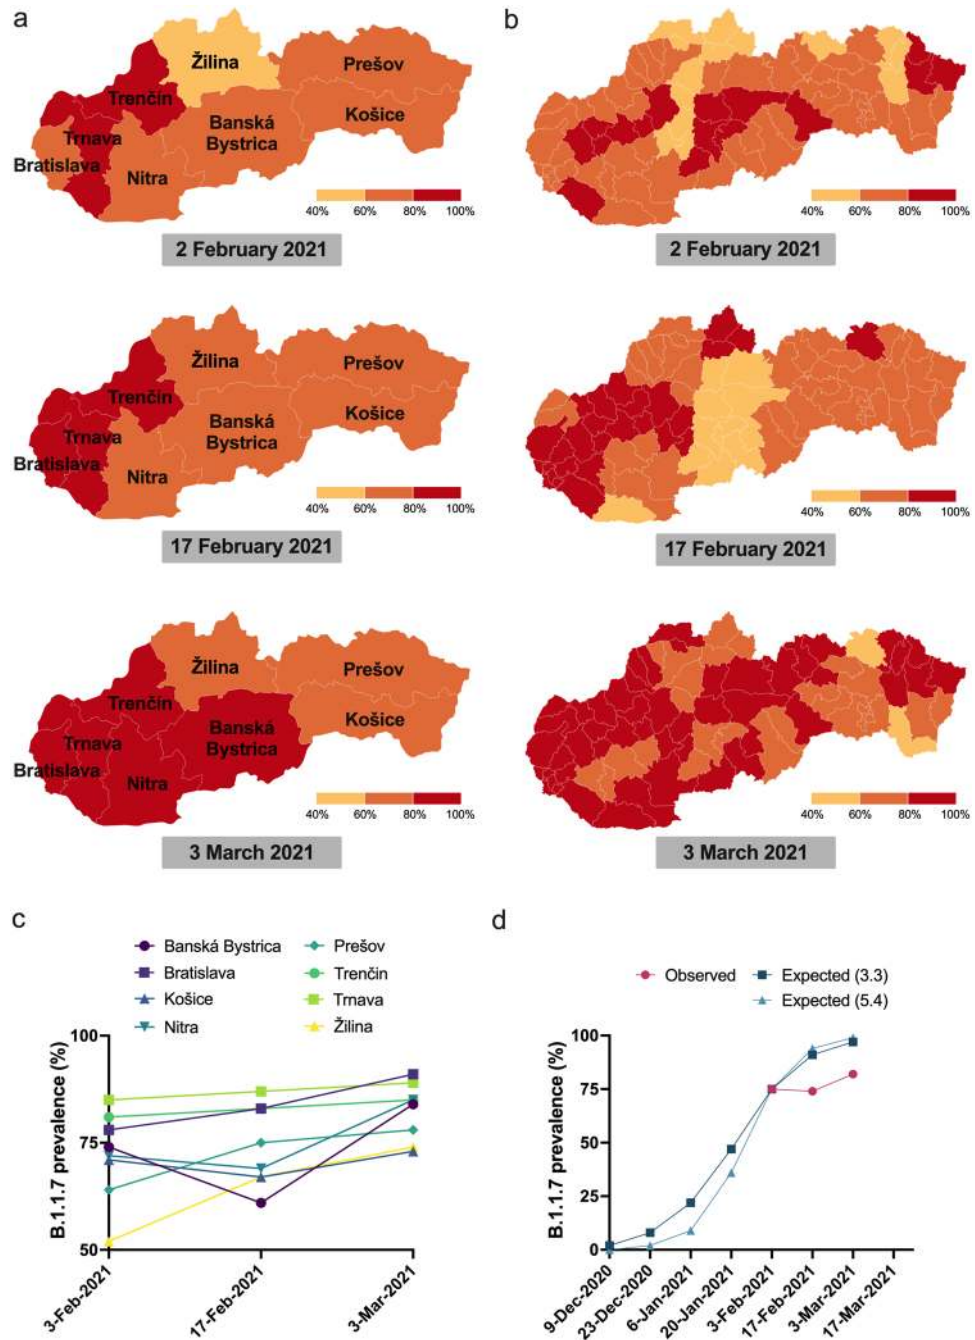 a
Žilina
Prešov
Trenčín
Košice
Banská
Bystrica
Trnava
Bratislava
Nitra
40% 60% 80% 100%
2 February 2021
Žilina
Prešov
Trenčín
Košice
Banská
Bystrica
Trnava
Bratislava
Nitra
40% 60% 80% 100%
17 February 2021
Žilina
Prešov
Trenčín
Košice
Banská
Bystrica
Trnava
Bratislava
Nitra
40% 60% 80% 100%
3 March 2021
b
40% 60% 80% 100%
2 February 2021
40% 60% 80% 100%
17 February 2021
40% 60% 80% 100%
3 March 2021
c
Banská Bystrica
Bratislava
Košice
Nitra
Prešov
Trenčin
Trnava
Žilina
B.1.1.7 prevalence (%)
100
75
50
3-Feb-2021
17-Feb-2021
3-Mar-2021
d
Observed
Expected (3.3)
Expected (5.4)
B.1.1.7 prevalence (%)
100
75
50
25
0
9-Dec-2020
23-Dec-2020
6-Jan-2021
20-Jan-2021
3-Feb-2021
17-Feb-2021
3-Mar-2021
17-Mar-2021